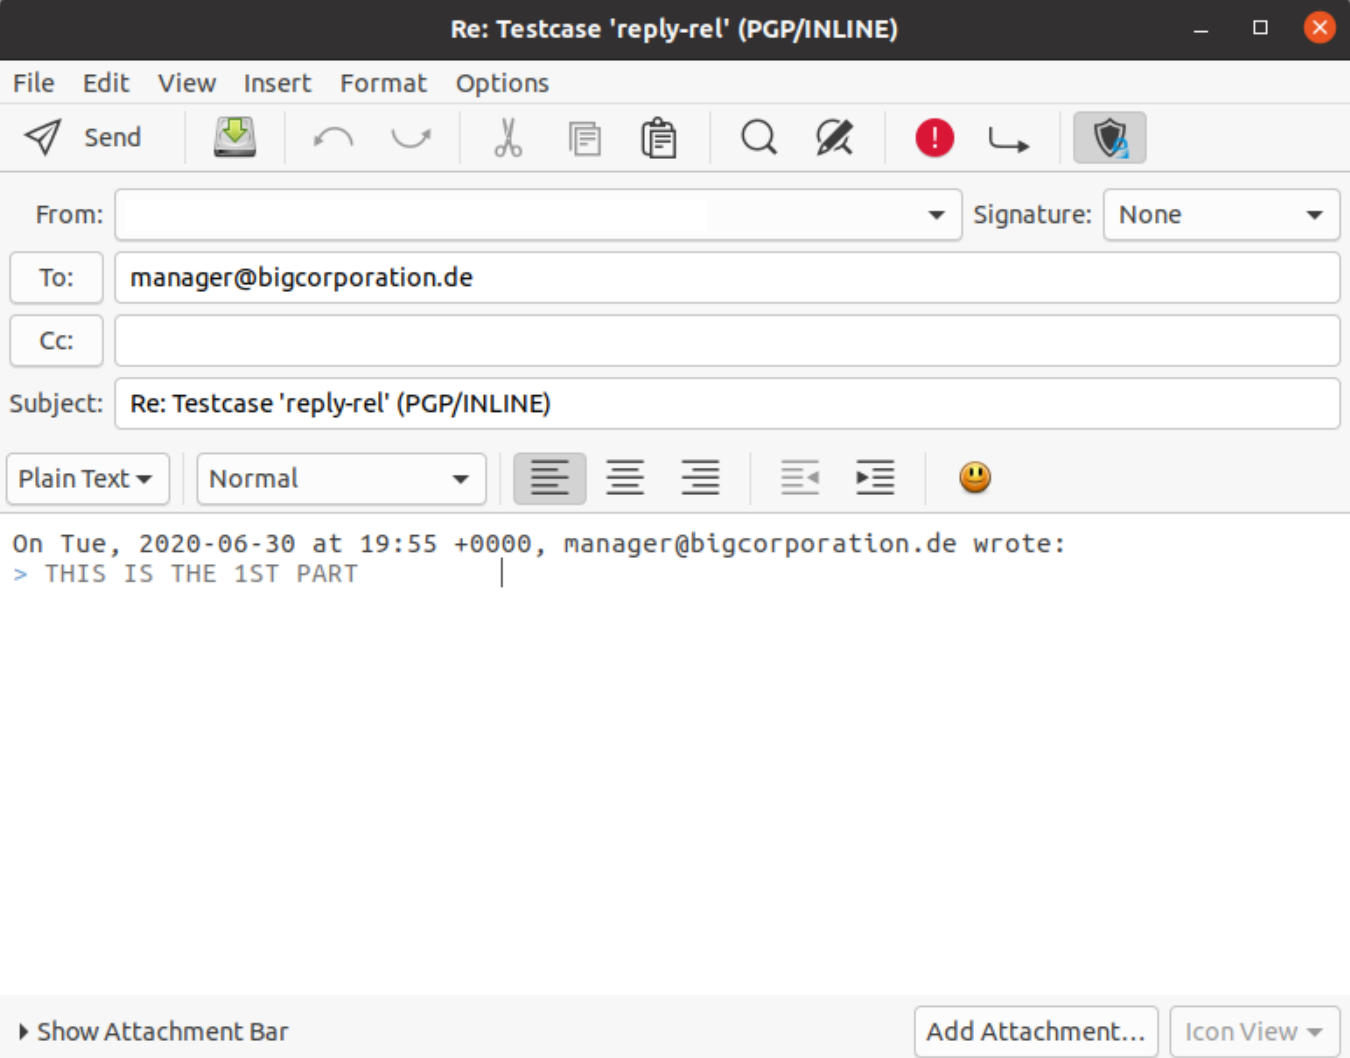 Re: Testcase 'reply-rel' (PGP/INLINE)
File Edit View Insert Format Options
Send
From: Signature: None
To: manager@bigcorporation.de
Cc:
Subject: Re: Testcase 'reply-rel' (PGP/INLINE)
Plain Text Normal
On Tue, 2020-06-30 at 19:55 +0000, manager@bigcorporation.de wrote:
> THIS IS THE 1ST PART
Show Attachment Bar Add Attachment... Icon View